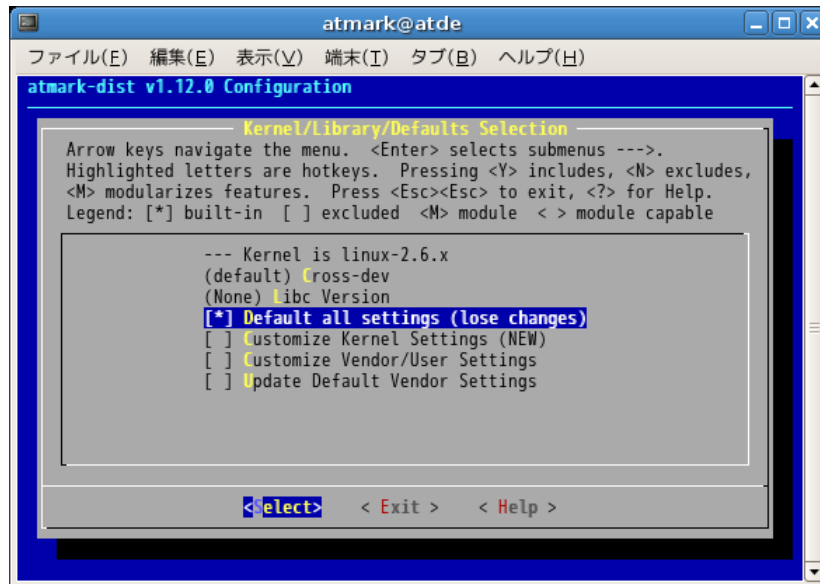 atmark@atde
ファイル(F) 編集(E) 表示(V) 端末(T) タブ(B) ヘルプ(H)
atmark-dist v1.12.0 Configuration
Kernel/Library/Defaults Selection
Arrow keys navigate the menu. <Enter> selects submenus --->.
Highlighted letters are hotkeys. Pressing <Y> includes, <N> excludes,
<M> modularizes features. Press <Esc><Esc> to exit, <?> for Help.
Legend: [*] built-in [ ] excluded <M> module < > module capable
--- Kernel is linux-2.6.x
(default) Cross-dev
(None) Libc Version
[*] Default all settings (lose changes)
[ ] Customize Kernel Settings (NEW)
[ ] Customize Vendor/User Settings
[ ] Update Default Vendor Settings
<Select> < Exit > < Help >